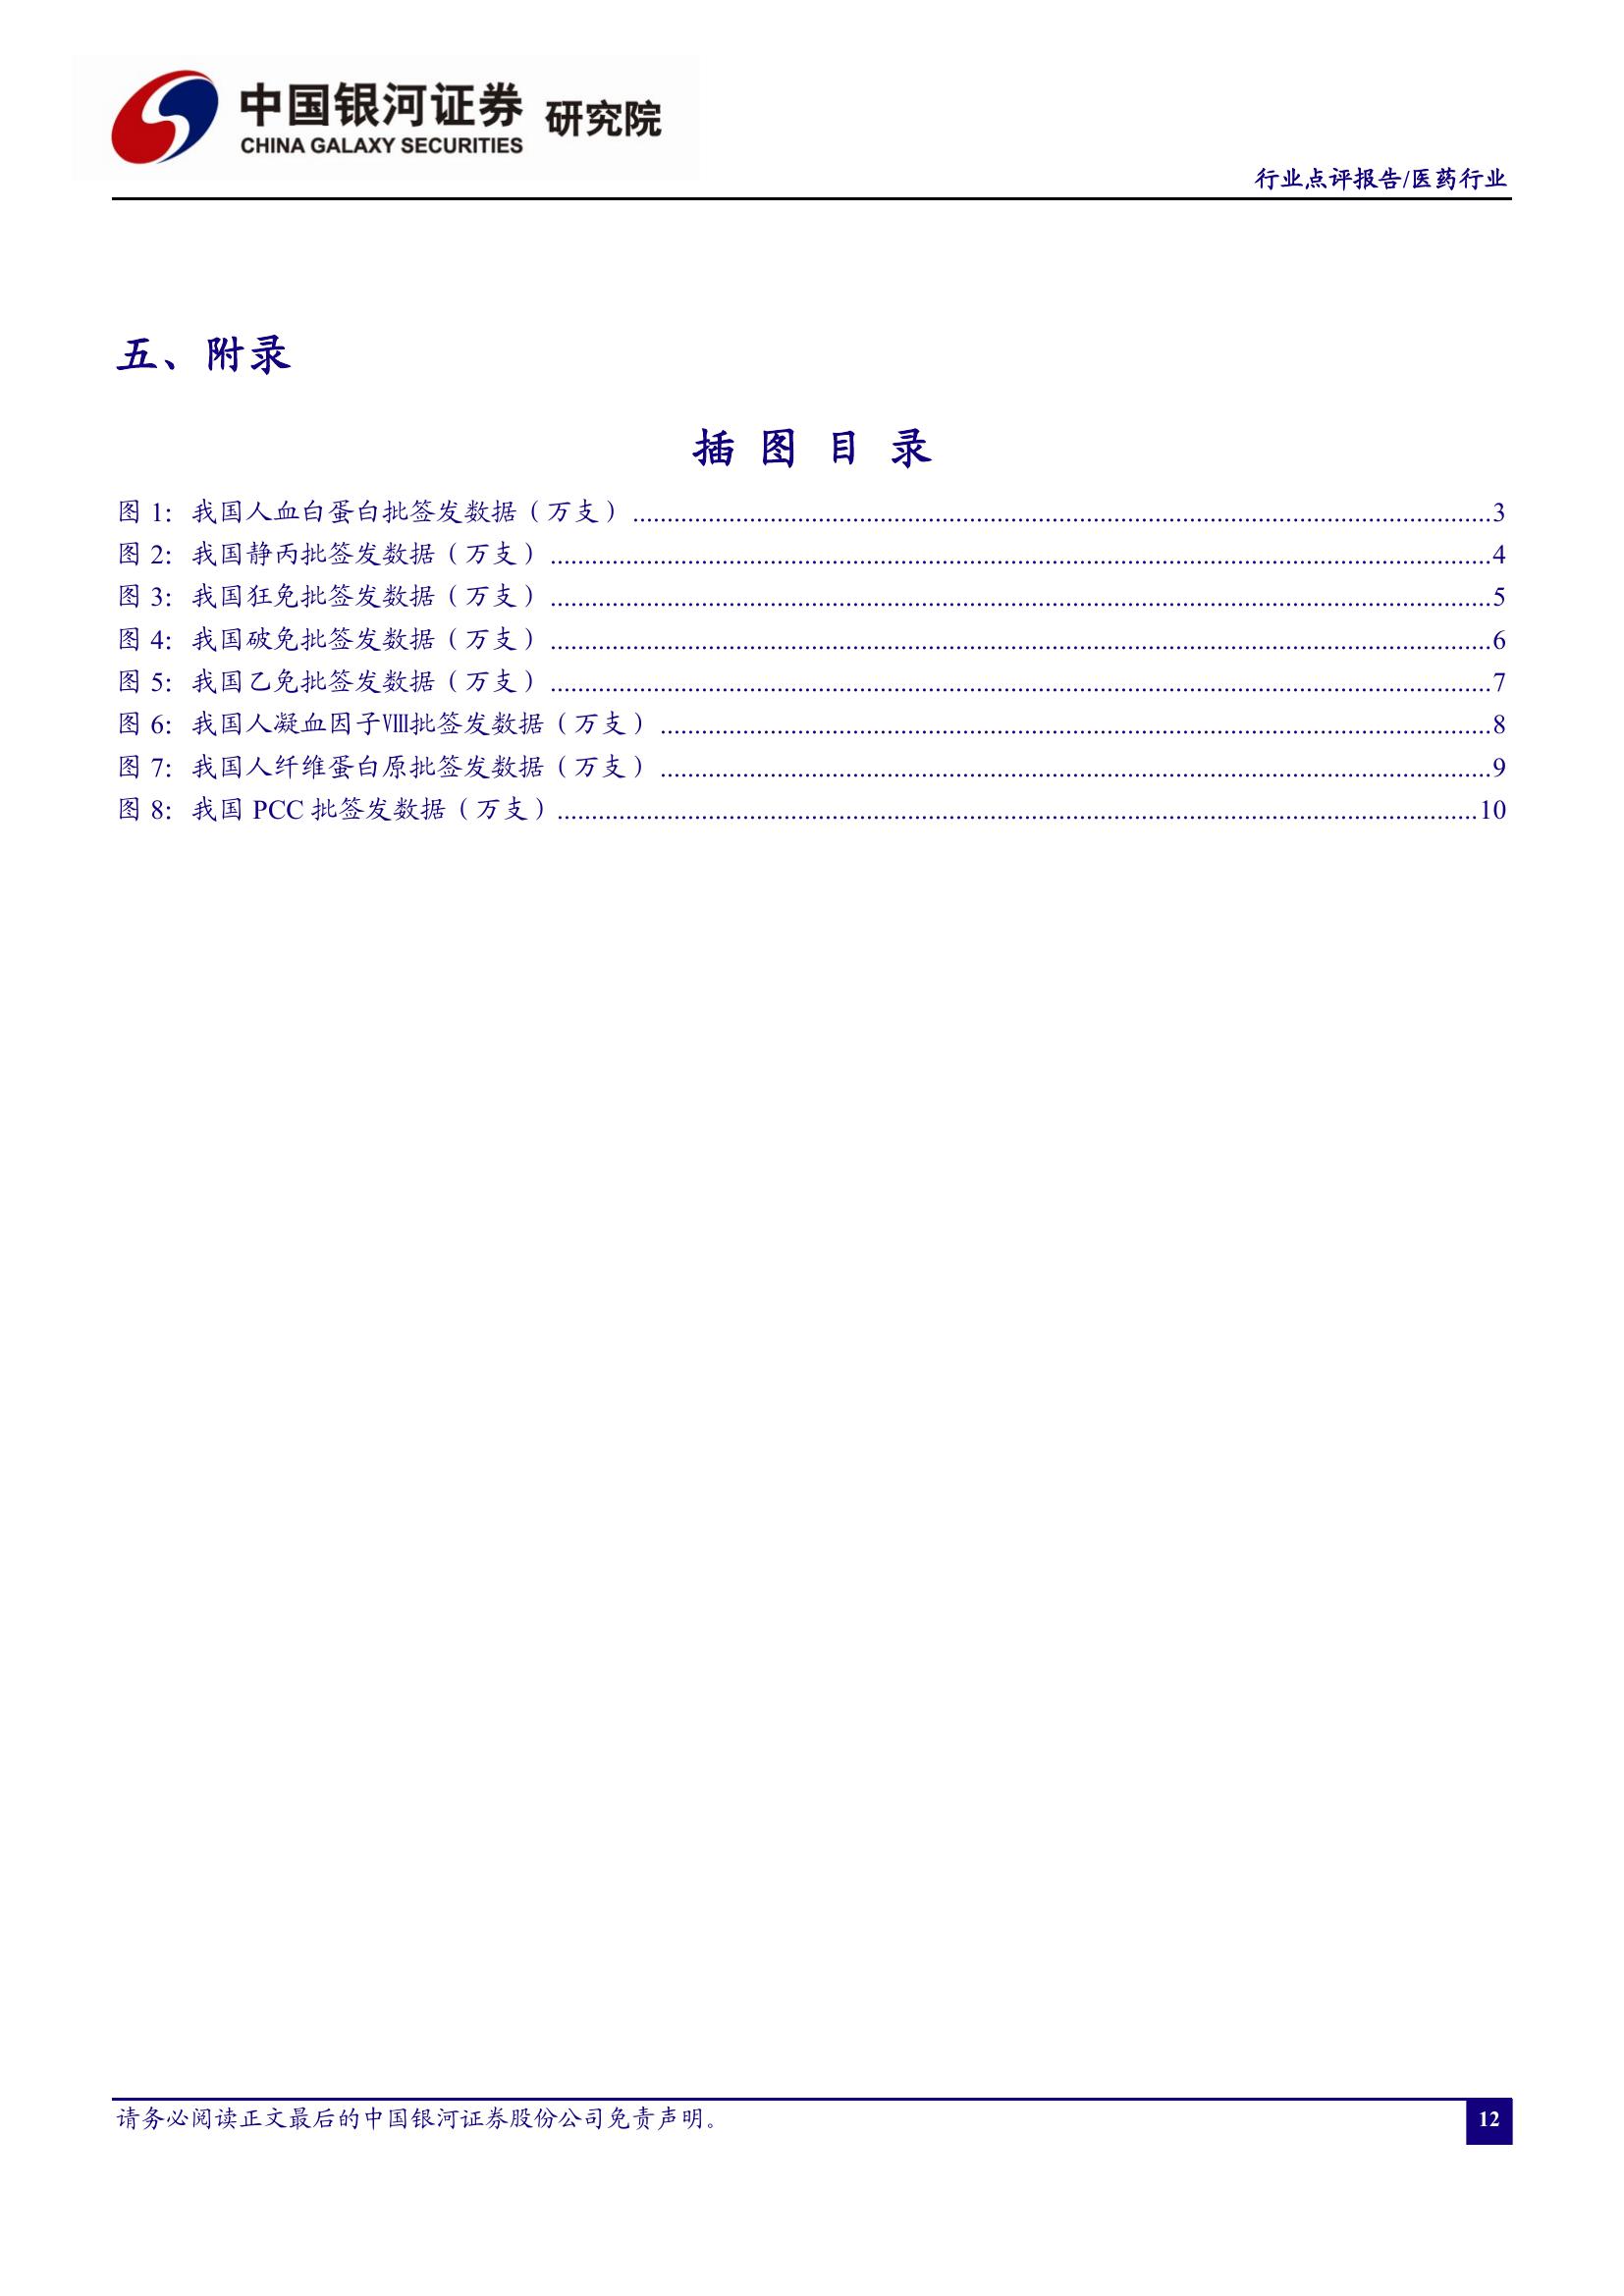 中国银河证券 研究院
CHINA GALAXY SECURITIES
行业点评报告/医药行业
五、附录
插 图 目 录
图 1：我国人血白蛋白批签发数据（万支）3
图 2：我国静丙批签发数据（万支）4
图 3：我国狂免批签发数据（万支）5
图 4：我国破免批签发数据（万支）6
图 5：我国乙免批签发数据（万支）7
图 6：我国人凝血因子Ⅷ批签发数据（万支）8
图 7：我国人纤维蛋白原批签发数据（万支）9
图 8：我国 PCC 批签发数据（万支）10
请务必阅读正文最后的中国银河证券股份公司免责声明。
12